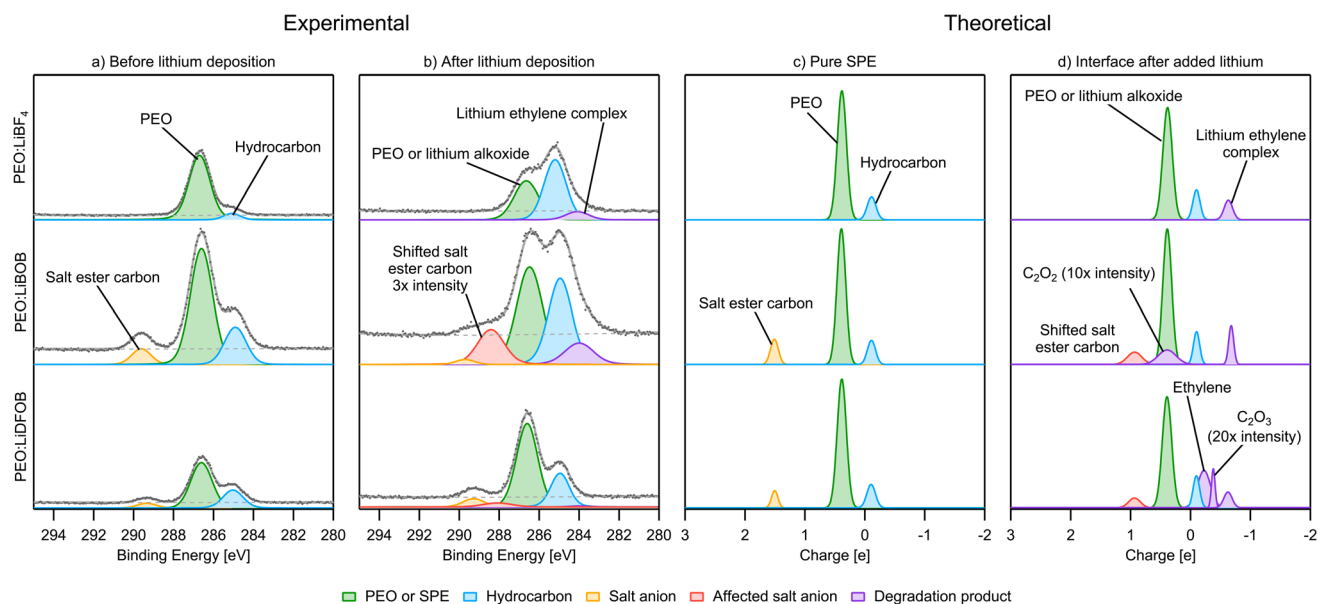 Experimental
Theoretical
a) Before lithium deposition
b) After lithium deposition
c) Pure SPE
d) Interface after added lithium
PEO:LiBF4
PEO
Hydrocarbon
Lithium ethylene complex
PEO or lithium alkoxide
PEO
Hydrocarbon
PEO or lithium alkoxide
Lithium ethylene
complex
PEO:LiBOB
Salt ester carbon
Shifted salt
ester carbon
3x intensity
Salt ester carbon
C2O2 (10x intensity)
Shifted salt
ester carbon
PEO:LiDFOB
Ethylene
C2O3
(20x intensity)
294 292 290 288 286 284 282 280
294 292 290 288 286 284 282 280
3 2 1 0 -1 -2
3 2 1 0 -1 -2
Binding Energy [eV]
Binding Energy [eV]
Charge [e]
Charge [e]
PEO or SPE
Hydrocarbon
Salt anion
Affected salt anion
Degradation product